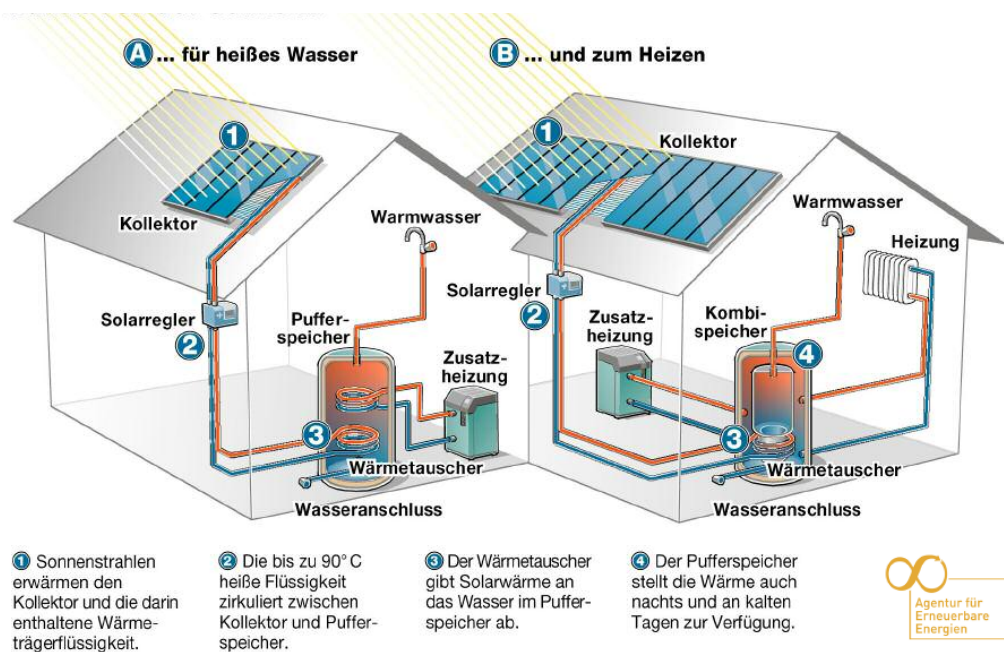 A ... für heißes Wasser
B ... und zum Heizen
1
Kollektor
Warmwasser
Solarregler
2
Puffer-
speicher
Zusatz-
heizung
3
Wärmetauscher
Wasseranschluss
1
Kollektor
Warmwasser
Heizung
Solarregler
2
Zusatz-
heizung
Kombi-
speicher
4
3
Wärmetauscher
Wasseranschluss
1 Sonnenstrahlen
erwärmen den
Kollektor und die darin
enthaltene Wärme-
trägerflüssigkeit.
2 Die bis zu 90° C
heiße Flüssigkeit
zirkuliert zwischen
Kollektor und Puffer-
speicher.
3 Der Wärmetauscher
gibt Solarwärme an
das Wasser im Puffer-
speicher ab.
4 Der Pufferspeicher
stellt die Wärme auch
nachts und an kalten
Tagen zur Verfügung.
Agentur für
Erneuerbare
Energien